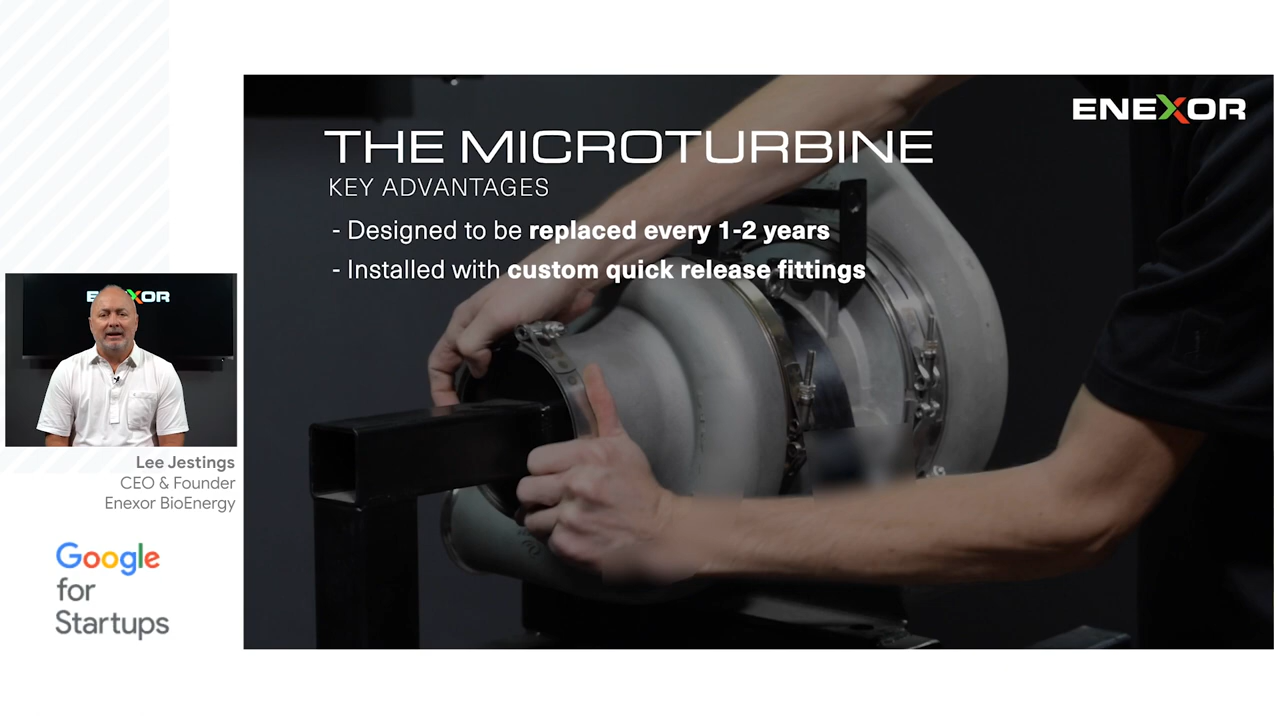 ENEXOR
THE MICROTURBINE
KEY ADVANTAGES
- Designed to be replaced every 1-2 years
- Installed with custom quick release fittings
ENEXOR
Lee Jestings
CEO & Founder
Enexor BioEnergy
Google
for
Startups